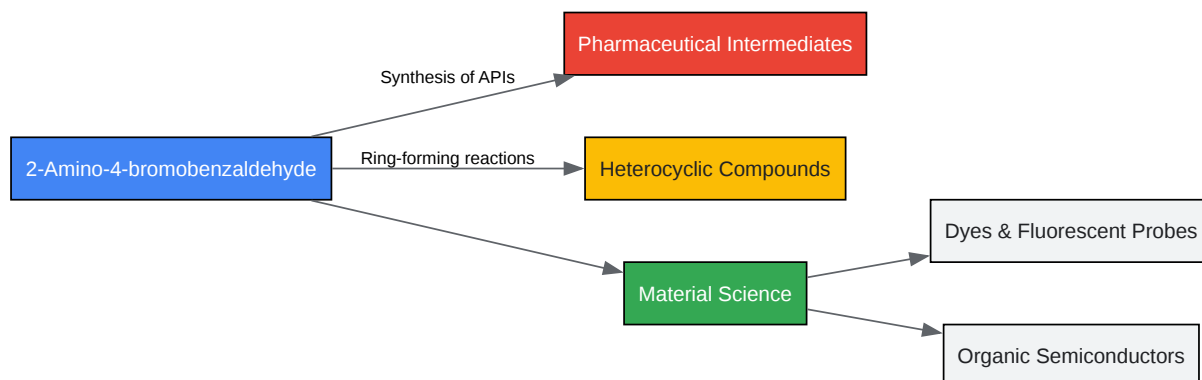 Pharmaceutical Intermediates
Synthesis of APIs
2-Amino-4-bromobenzaldehyde
Ring-forming reactions
Heterocyclic Compounds
Dyes & Fluorescent Probes
Material Science
Organic Semiconductors